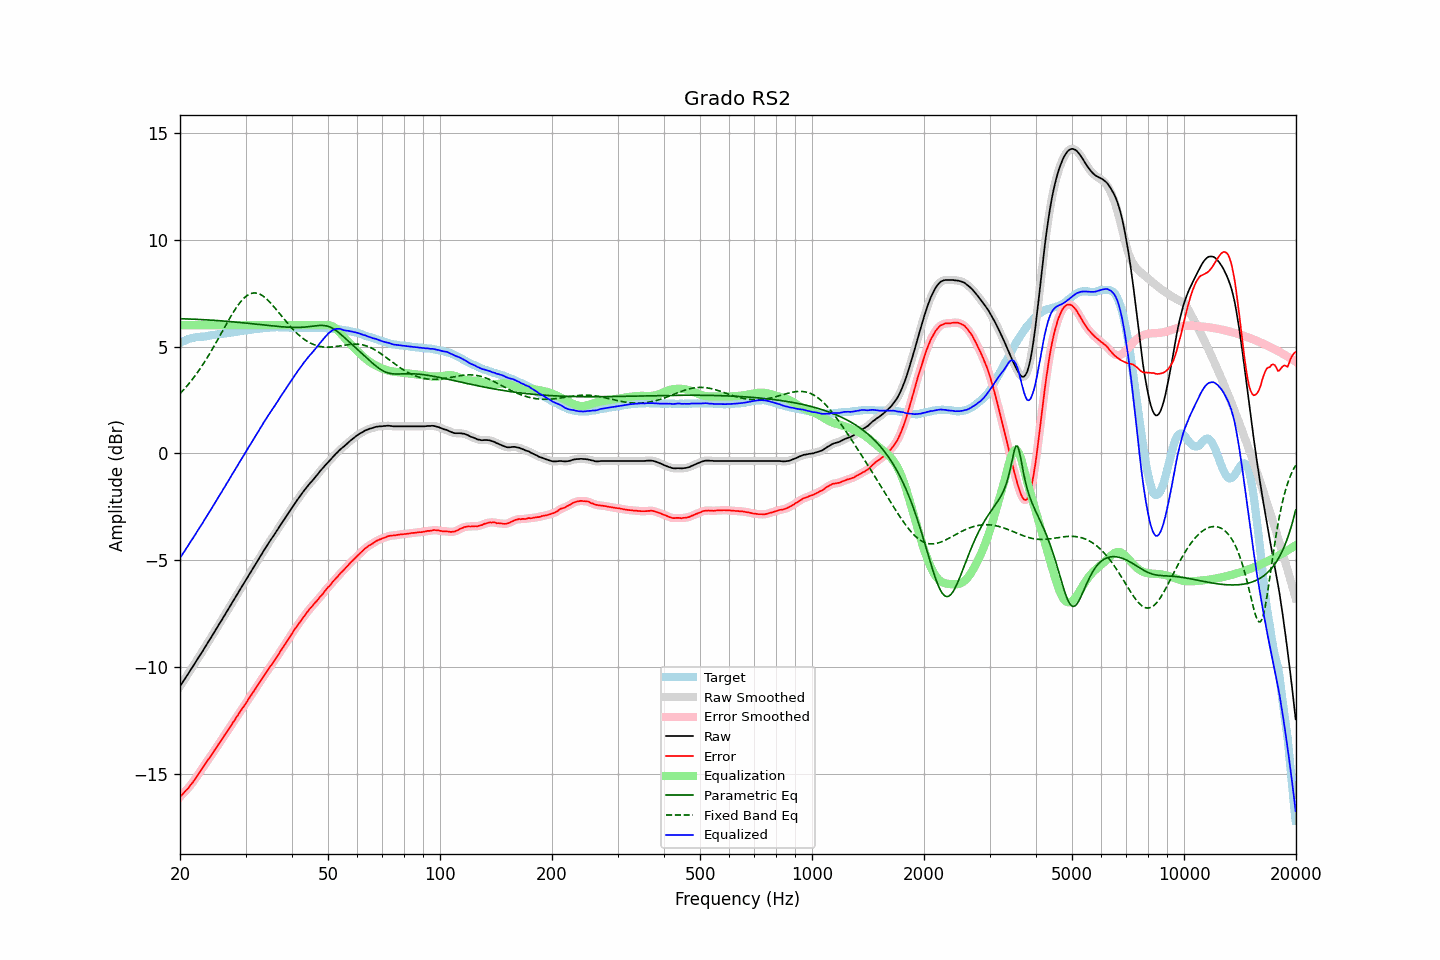 Grado RS2
Amplitude (dBr)
15
10
5
0
−5
−10
−15
Target
Raw Smoothed
Error Smoothed
Raw
Error
Equalization
Parametric Eq
Fixed Band Eq
Equalized
20 50 100 200 500 1000 2000 5000 10000 20000
Frequency (Hz)